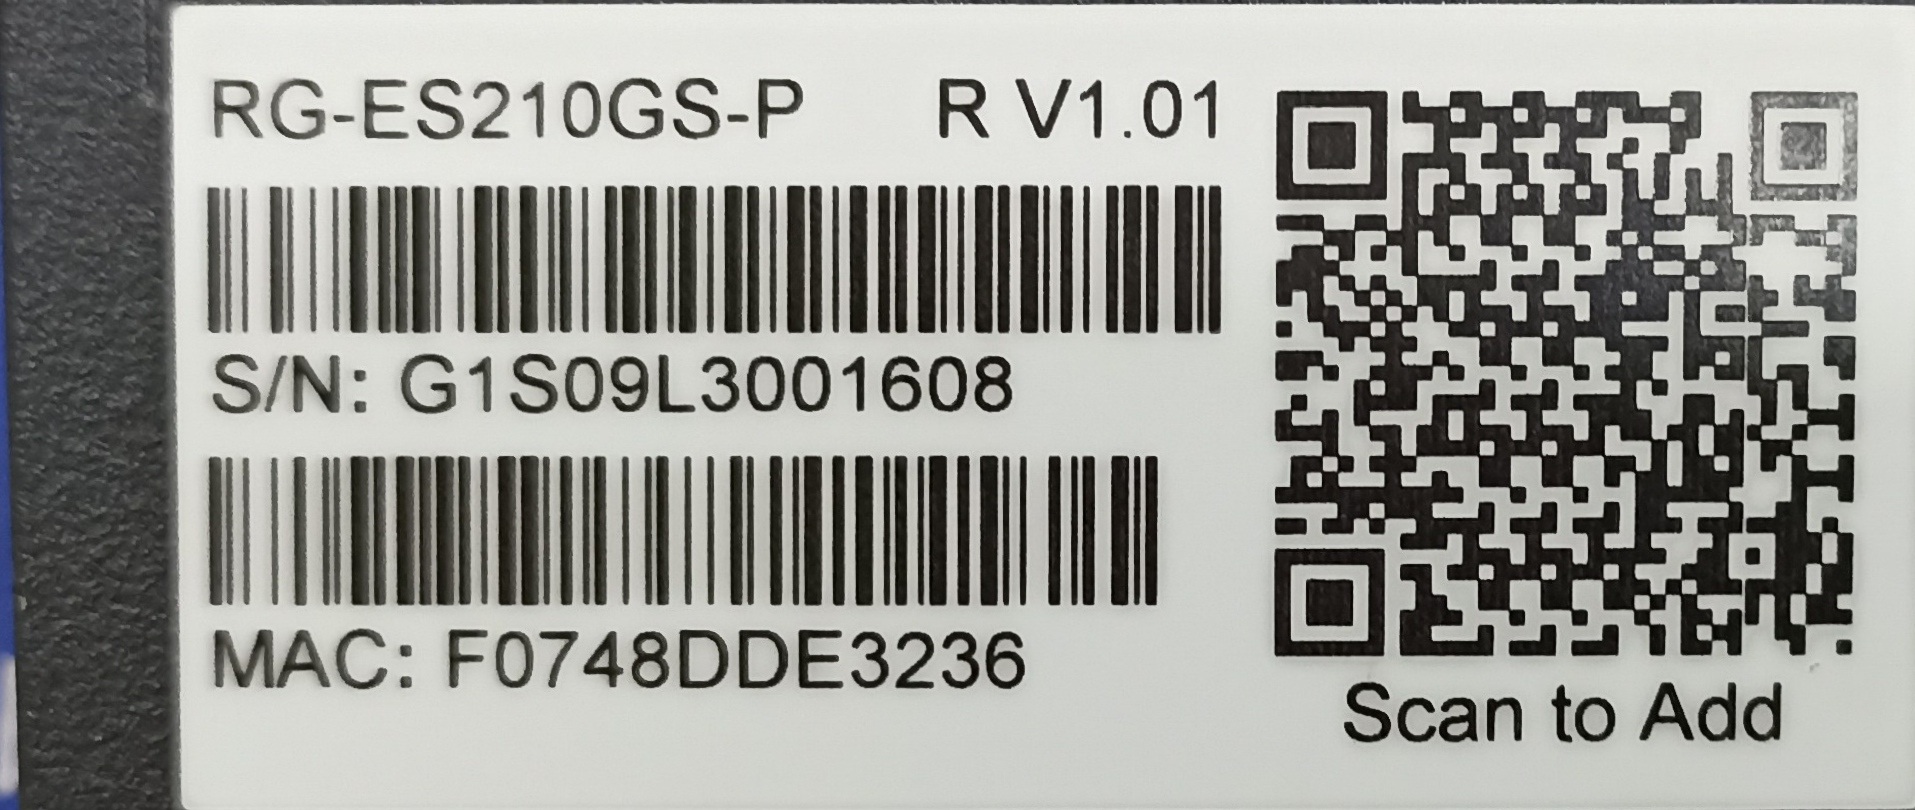 RG-ES210GS-P R V1.01
S/N: G1S09L3001608
MAC: F0748DDE3236
Scan to Add